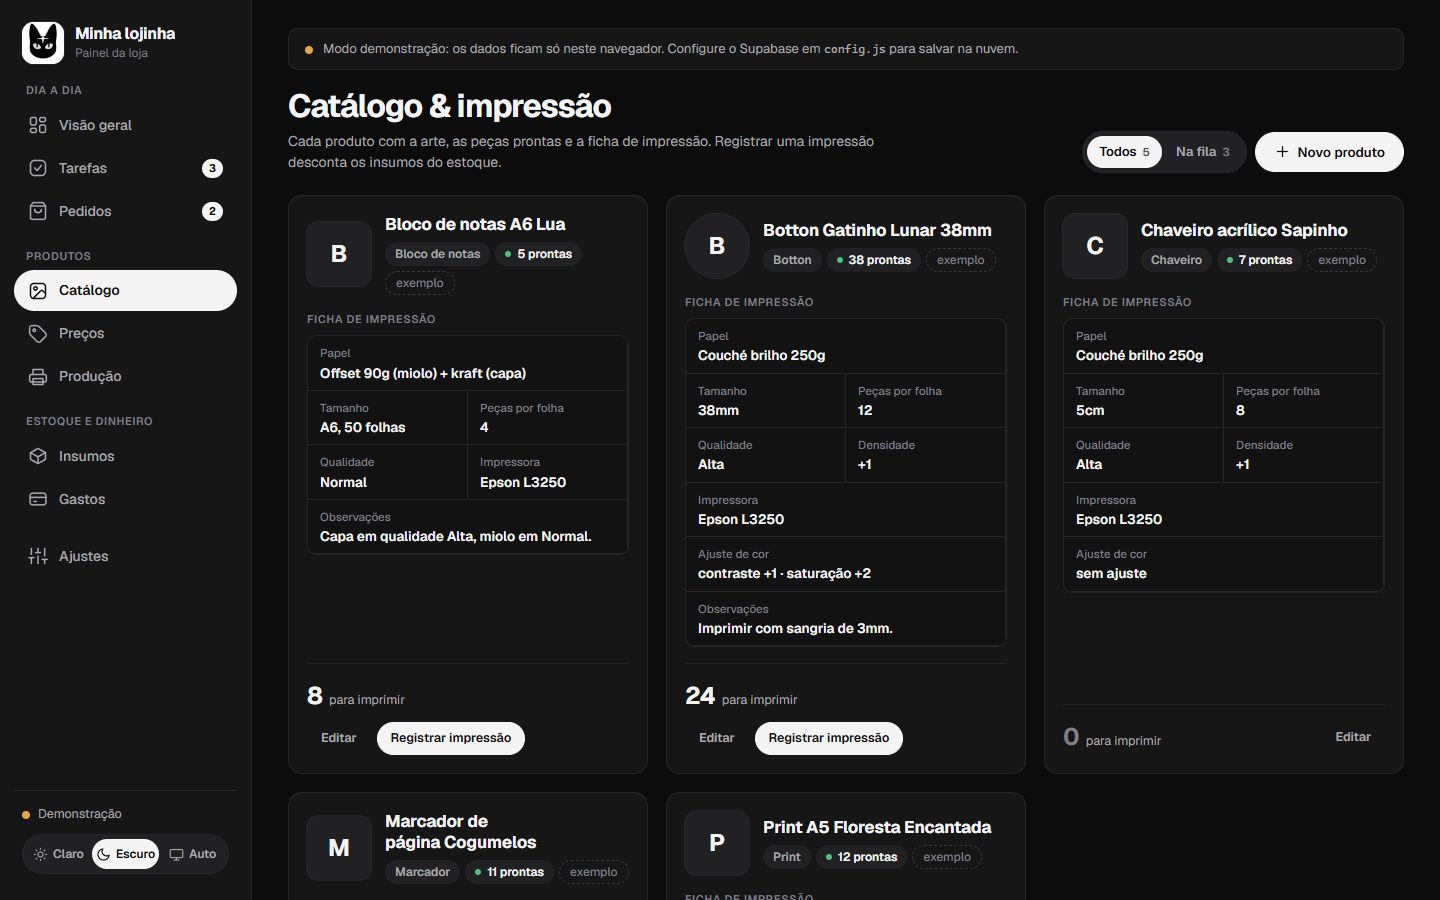 Minha lojinha
Painel da loja
DIA A DIA
Visão geral
Tarefas 3
Pedidos 2
PRODUTOS
Catálogo
Preços
Produção
ESTOQUE E DINHEIRO
Insumos
Gastos
Ajustes
Demonstração
Claro Escuro Auto
Modo demonstração: os dados ficam só neste navegador. Configure o Supabase em config.js para salvar na nuvem.
Catálogo & impressão
Cada produto com a arte, as peças prontas e a ficha de impressão. Registrar uma impressão
desconta os insumos do estoque.
Todos 5 Na fila 3
+ Novo produto
B
Bloco de notas A6 Lua
Bloco de notas 5 prontas
exemplo
FICHA DE IMPRESSÃO
Papel
Offset 90g (miolo) + kraft (capa)
Tamanho Peças por folha
A6, 50 folhas 4
Qualidade Impressora
Normal Epson L3250
Observações
Capa em qualidade Alta, miolo em Normal.
8 para imprimir
Editar Registrar impressão
B
Botton Gatinho Lunar 38mm
Botton 38 prontas exemplo
FICHA DE IMPRESSÃO
Papel
Couché brilho 250g
Tamanho Peças por folha
38mm 12
Qualidade Densidade
Alta +1
Impressora
Epson L3250
Ajuste de cor
contraste +1 · saturação +2
Observações
Imprimir com sangria de 3mm.
24 para imprimir
Editar Registrar impressão
C
Chaveiro acrílico Sapinho
Chaveiro 7 prontas exemplo
FICHA DE IMPRESSÃO
Papel
Couché brilho 250g
Tamanho Peças por folha
5cm 8
Qualidade Densidade
Alta +1
Impressora
Epson L3250
Ajuste de cor
sem ajuste
0 para imprimir Editar
M
Marcador de
página Cogumelos
Marcador 11 prontas exemplo
P
Print A5 Floresta Encantada
Print 12 prontas exemplo
FICHA DE IMPRESSÃO